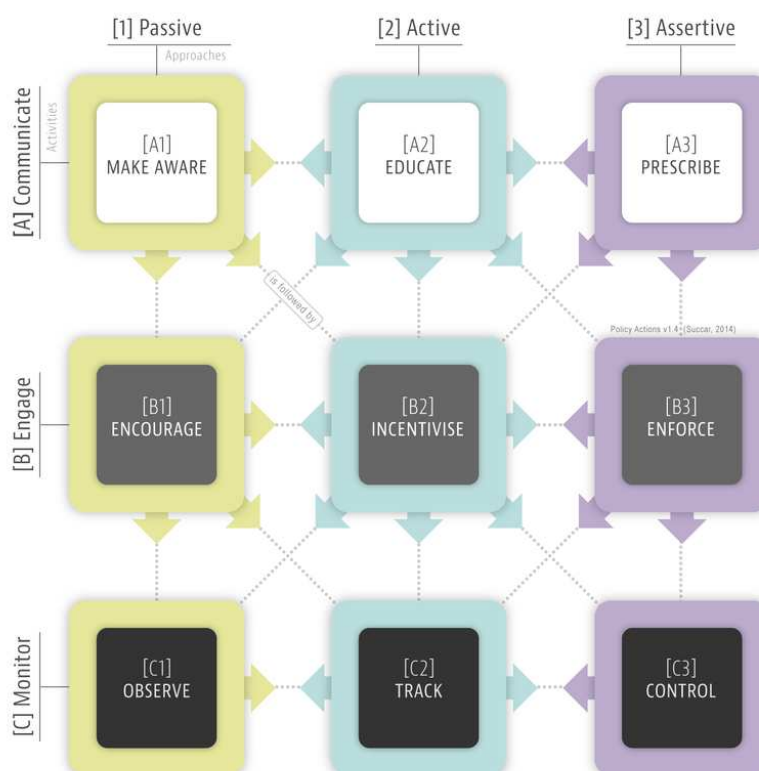 [1] Passive
[2] Active
[3] Assertive
Approaches
[A] Communicate
Activities
[A1]
MAKE AWARE
[A2]
EDUCATE
[A3]
PRESCRIBE
is followed by
Policy Actions v1.4 (Succar, 2014)
[B] Engage
[B1]
ENCOURAGE
[B2]
INCENTIVISE
[B3]
ENFORCE
[C] Monitor
[C1]
OBSERVE
[C2]
TRACK
[C3]
CONTROL